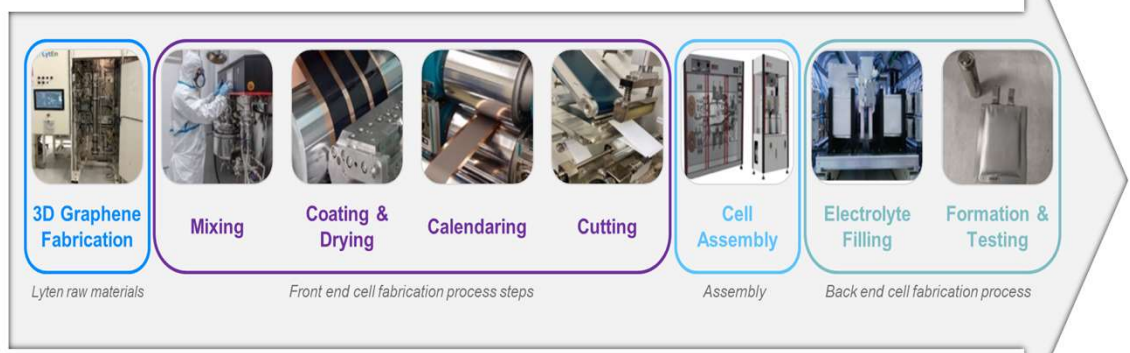 Lyten
3D Graphene
Fabrication
Mixing
Coating &
Drying
Calendaring
Cutting
Cell
Assembly
Electrolyte
Filling
Formation &
Testing
Lyten raw materials
Front end cell fabrication process steps
Assembly
Back end cell fabrication process